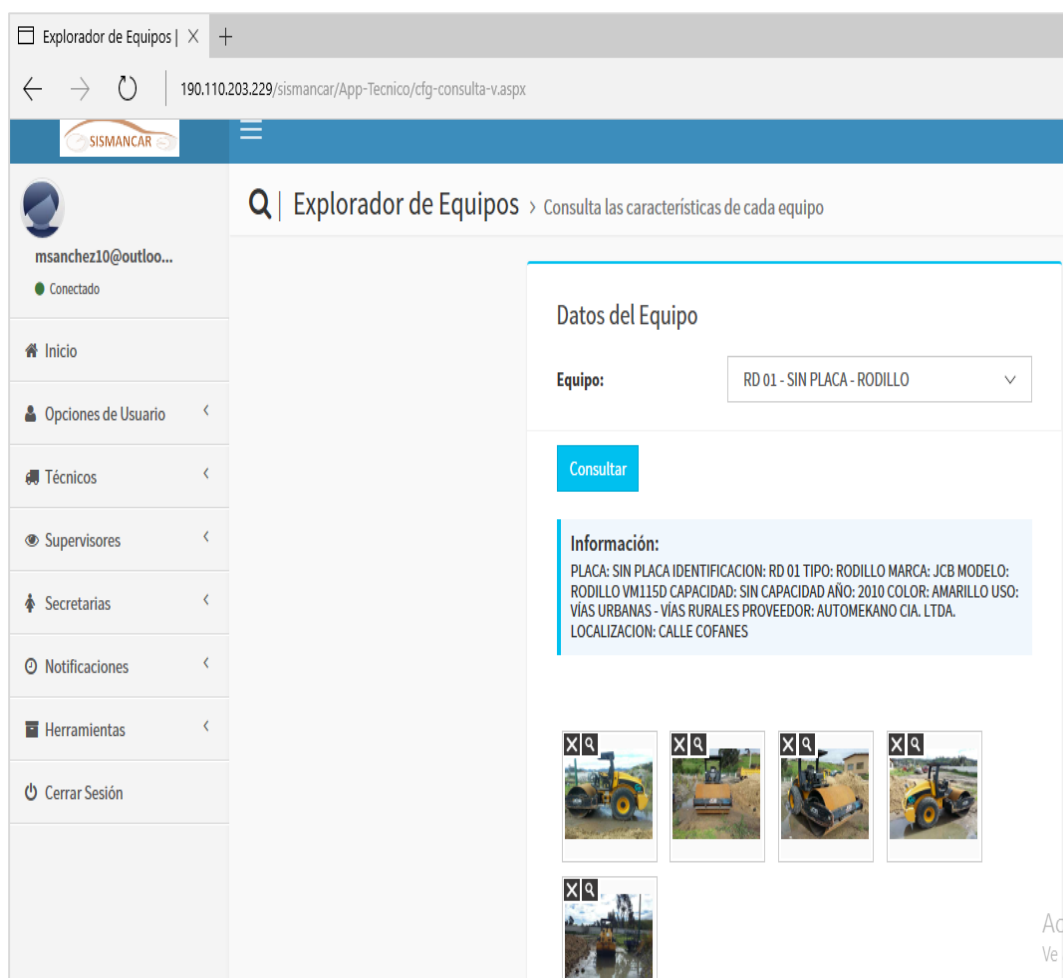 Explorador de Equipos |
190.110.203.229/sismancar/App-Tecnico/cfg-consulta-v.aspx
SISMANCAR
Explorador de Equipos > Consulta las características de cada equipo
msanchez10@outloo...
Conectado
Inicio
Opciones de Usuario
Técnicos
Supervisores
Secretarias
Notificaciones
Herramientas
Cerrar Sesión
Datos del Equipo
Equipo:
RD 01 - SIN PLACA - RODILLO
Consultar
Información:
PLACA: SIN PLACA IDENTIFICACION: RD 01 TIPO: RODILLO MARCA: JCB MODELO:
RODILLO VM115D CAPACIDAD: SIN CAPACIDAD AÑO: 2010 COLOR: AMARILLO USO:
VÍAS URBANAS - VÍAS RURALES PROVEEDOR: AUTOMEKANO CIA. LTDA.
LOCALIZACION: CALLE COFANES
Ac
Ve